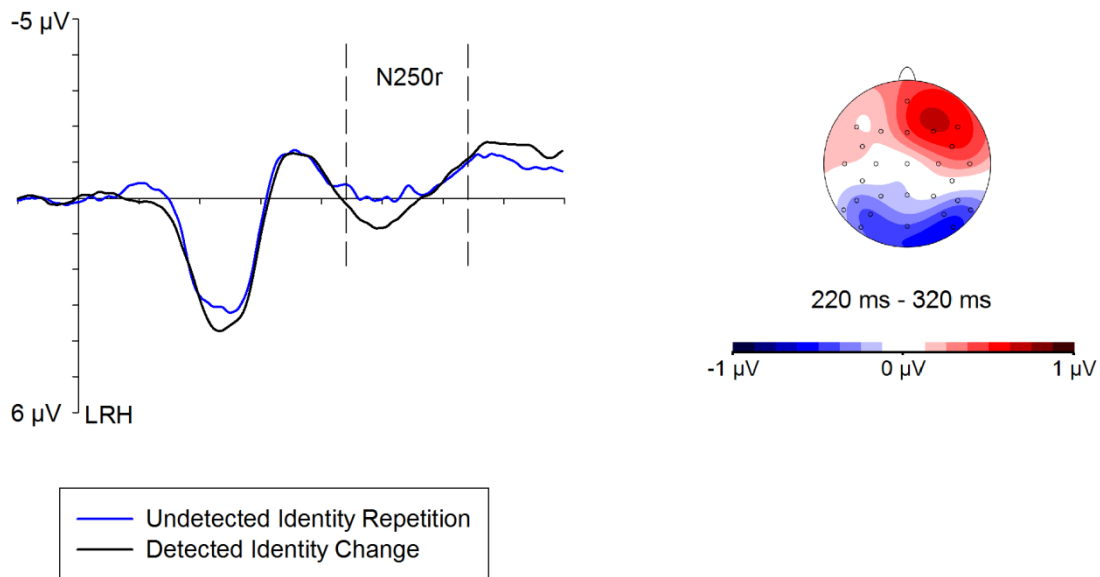 -5 µV
N250r
6 µV
LRH
220 ms - 320 ms
-1 µV
0 µV
1 µV
Undetected Identity Repetition
Detected Identity Change